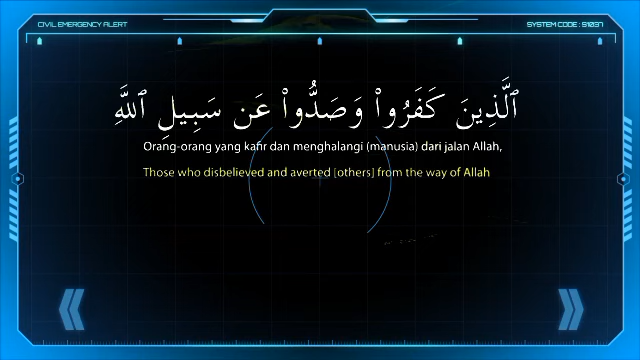 CIVIL EMERGENCY ALERT
SYSTEM CODE : S1037
ٱلَّذِينَ كَفَرُوا۟ وَصَدُّوا۟ عَن سَبِيلِ ٱللَّهِ
Orang-orang yang kafir dan menghalangi (manusia) dari jalan Allah,
Those who disbelieved and averted [others] from the way of Allah